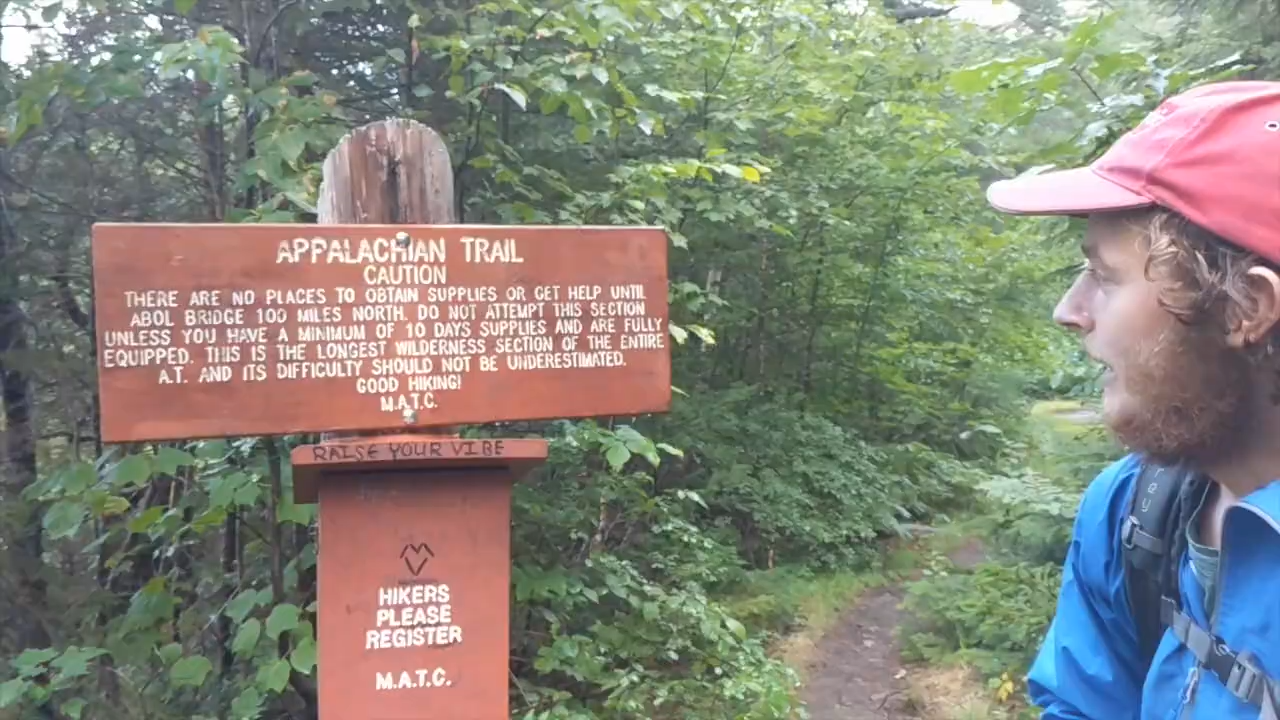 APPALACHIAN TRAIL
CAUTION
THERE ARE NO PLACES TO OBTAIN SUPPLIES OR GET HELP UNTIL
ABOL BRIDGE 100 MILES NORTH. DO NOT ATTEMPT THIS SECTION
UNLESS YOU HAVE A MINIMUM OF 10 DAYS SUPPLIES AND ARE FULLY
EQUIPPED. THIS IS THE LONGEST WILDERNESS SECTION OF THE ENTIRE
A.T. AND ITS DIFFICULTY SHOULD NOT BE UNDERESTIMATED.
GOOD HIKING!
M.A.T.C.
RAISE YOUR VIBE
HIKERS
PLEASE
REGISTER
M.A.T.C.